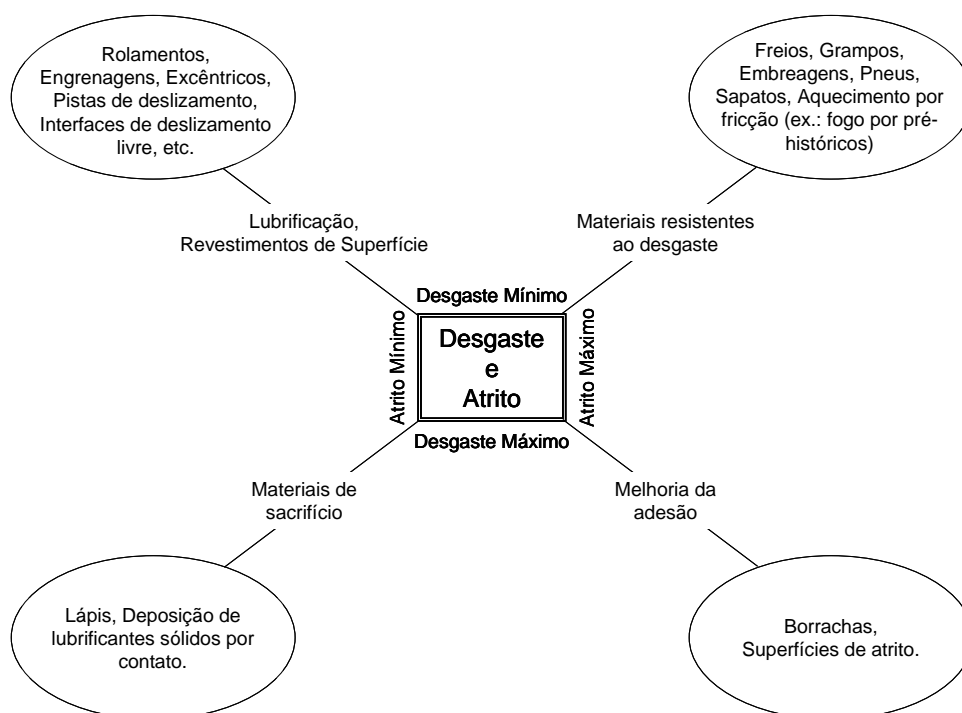 Rolamentos,
Engrenagens, Excêntricos,
Pistas de deslizamento,
Interfaces de deslizamento
livre, etc.
Freios, Grampos,
Embreagens, Pneus,
Sapatos, Aquecimento por
fricção (ex.: fogo por pré-
históricos)
Lubrificação,
Revestimentos de Superfície
Materiais resistentes
ao desgaste
Desgaste Mínimo
Atrito Mínimo
Desgaste
e
Atrito
Atrito Máximo
Desgaste Máximo
Materiais de
sacrifício
Melhoria da
adesão
Lápis, Deposição de
lubrificantes sólidos por
contato.
Borrachas,
Superfícies de atrito.